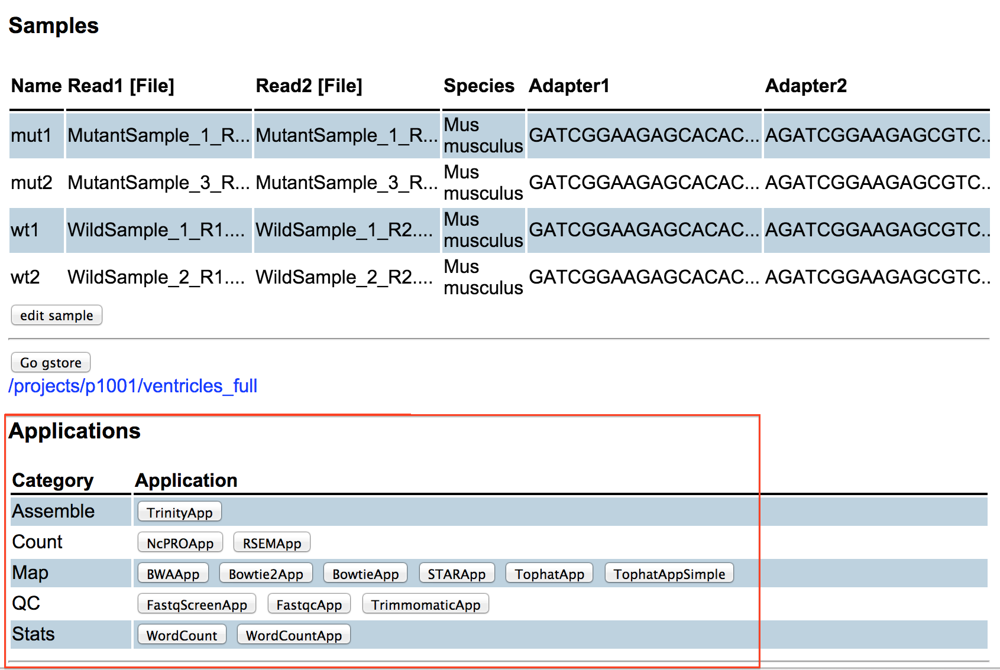 Samples
Name Read1 [File] Read2 [File] Species Adapter1 Adapter2
mut1 MutantSample_1_R... MutantSample_1_R... Mus musculus GATCGGAAGAGCACAC... AGATCGGAAGAGCGTC..
mut2 MutantSample_3_R... MutantSample_3_R... Mus musculus GATCGGAAGAGCACAC... AGATCGGAAGAGCGTC..
wt1 WildSample_1_R1.... WildSample_1_R2.... Mus musculus GATCGGAAGAGCACAC... AGATCGGAAGAGCGTC..
wt2 WildSample_2_R1.... WildSample_2_R2.... Mus musculus GATCGGAAGAGCACAC... AGATCGGAAGAGCGTC..
edit sample
Go gstore
/projects/p1001/ventricles_full
Applications
Category Application
Assemble TrinityApp
Count NcPROApp RSEMApp
Map BWAApp Bowtie2App BowtieApp STARApp TophatApp TophatAppSimple
QC FastqScreenApp FastqcApp TrimmomaticApp
Stats WordCount WordCountApp